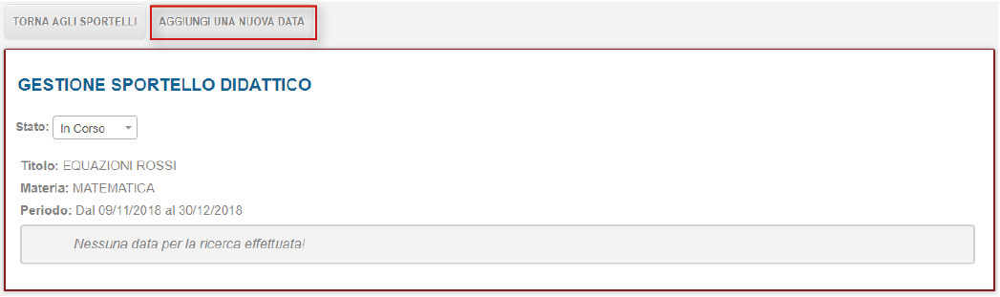 TORNA AGLI SPORTELLI AGGIUNGI UNA NUOVA DATA
GESTIONE SPORTELLO DIDATTICO
Stato: In Corso
Titolo: EQUAZIONI ROSSI
Materia: MATEMATICA
Periodo: Dal 09/11/2018 al 30/12/2018
Nessuna data per la ricerca effettuata!